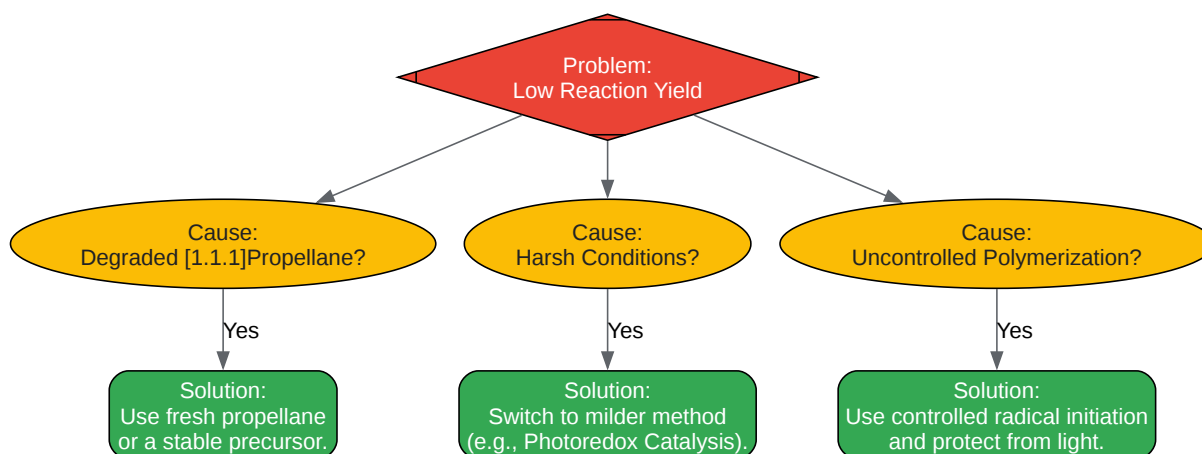 Problem:
Low Reaction Yield
Cause:
Degraded [1.1.1]Propellane?
Cause:
Harsh Conditions?
Cause:
Uncontrolled Polymerization?
Yes
Yes
Yes
Solution:
Use fresh propellane
or a stable precursor.
Solution:
Switch to milder method
(e.g., Photoredox Catalysis).
Solution:
Use controlled radical initiation
and protect from light.